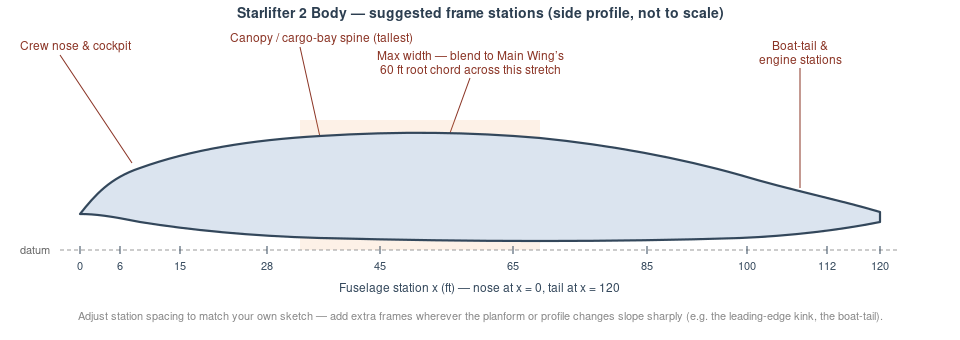 Starlifter 2 Body — suggested frame stations (side profile, not to scale)
Crew nose & cockpit
Canopy / cargo-bay spine (tallest)
Max width — blend to Main Wing’s
60 ft root chord across this stretch
Boat-tail &
engine stations
datum
0 6 15 28 45 65 85 100 112 120
Fuselage station x (ft) — nose at x = 0, tail at x = 120
Adjust station spacing to match your own sketch — add extra frames wherever the planform or profile changes slope sharply (e.g. the leading-edge kink, the boat-tail).